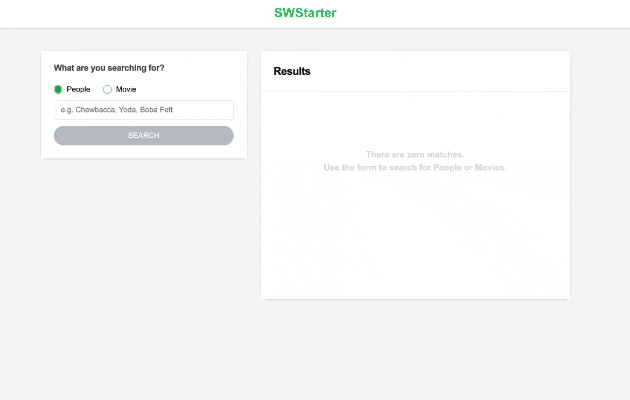 SWStarter
What are you searching for?
People
Movie
e.g. Chewbacca, Yoda, Boba Fett
SEARCH
Results
There are zero matches.
Use the form to search for People or Movies.